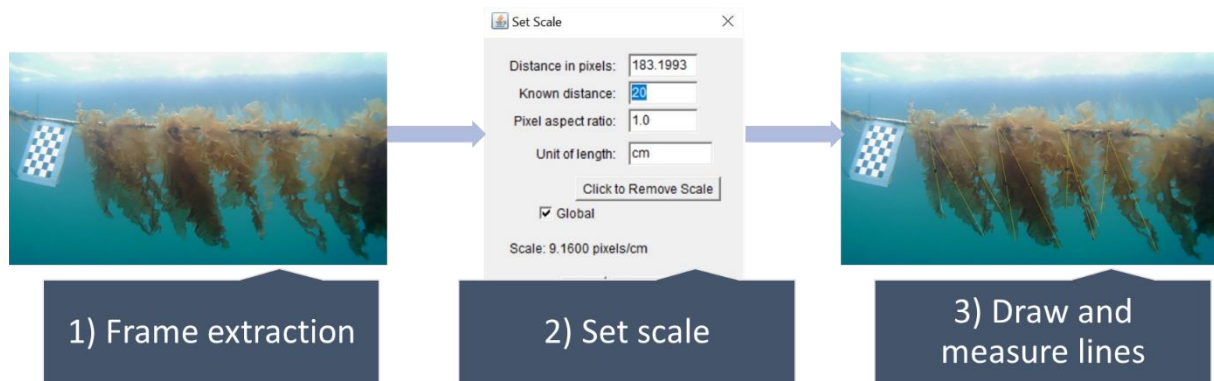 Set Scale
Distance in pixels: 183.1993
Known distance: 20
Pixel aspect ratio: 1.0
Unit of length: cm
Click to Remove Scale
Global
Scale: 9.1600 pixels/cm
1) Frame extraction
2) Set scale
3) Draw and
measure lines